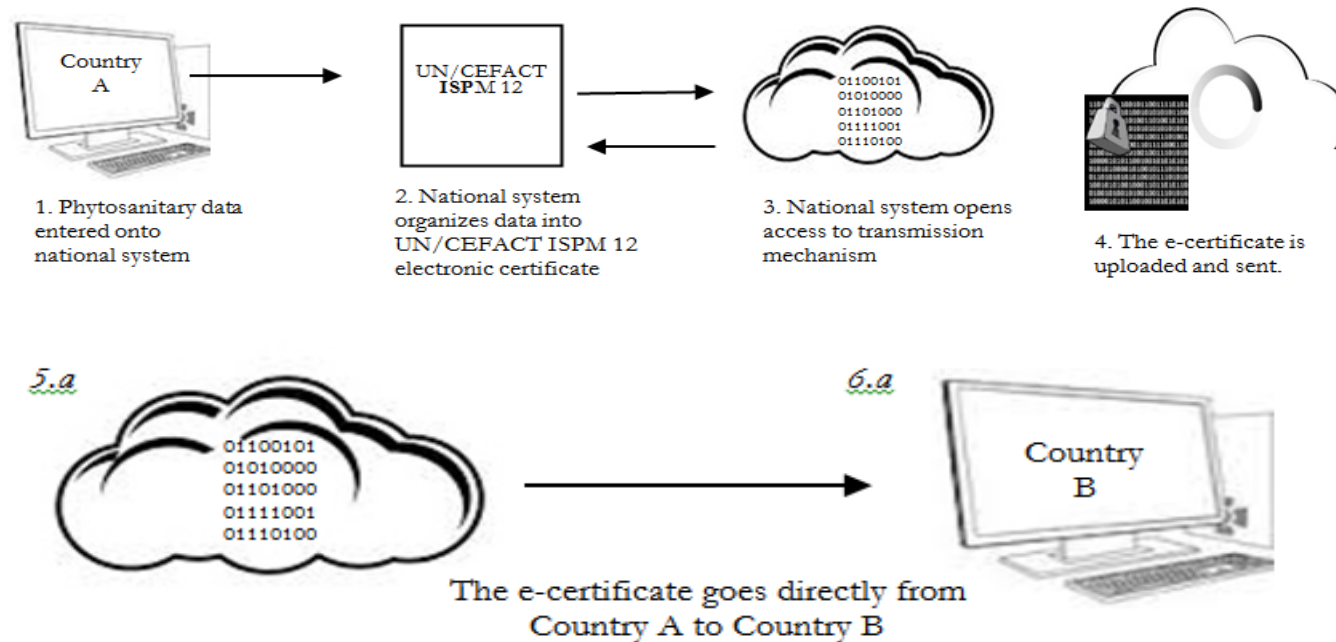 Country
A
UN/CEFACT
ISPM 12
01100101
01010000
01101000
01111001
01110100
1. Phytosanitary data
entered onto
national system
2. National system
organizes data into
UN/CEFACT ISPM 12
electronic certificate
3. National system opens
access to transmission
mechanism
4. The e-certificate is
uploaded and sent.
5.a
01100101
01010000
01101000
01111001
01110100
6.a
Country
B
The e-certificate goes directly from
Country A to Country B